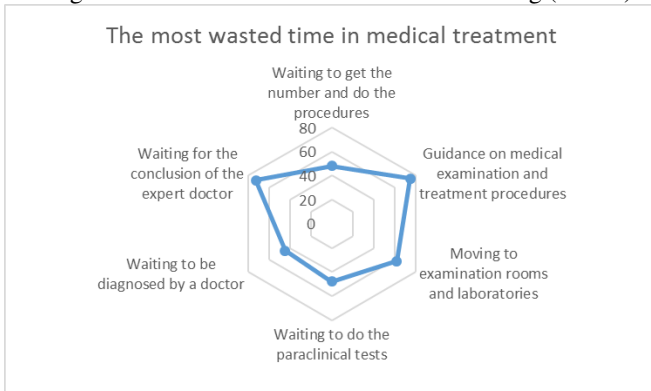 The most wasted time in medical treatment
Waiting to get the
number and do the
procedures
80
60
40
20
0
Guidance on medical
examination and
treatment procedures
Moving to
examination rooms
and laboratories
Waiting to do the
paraclinical tests
Waiting to be
diagnosed by a doctor
Waiting for the
conclusion of the
expert doctor